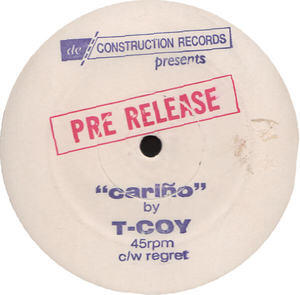 de CONSTRUCTION RECORDS
presents
PRE RELEASE
"cariño"
by
T-COY
45rpm
c/w regret